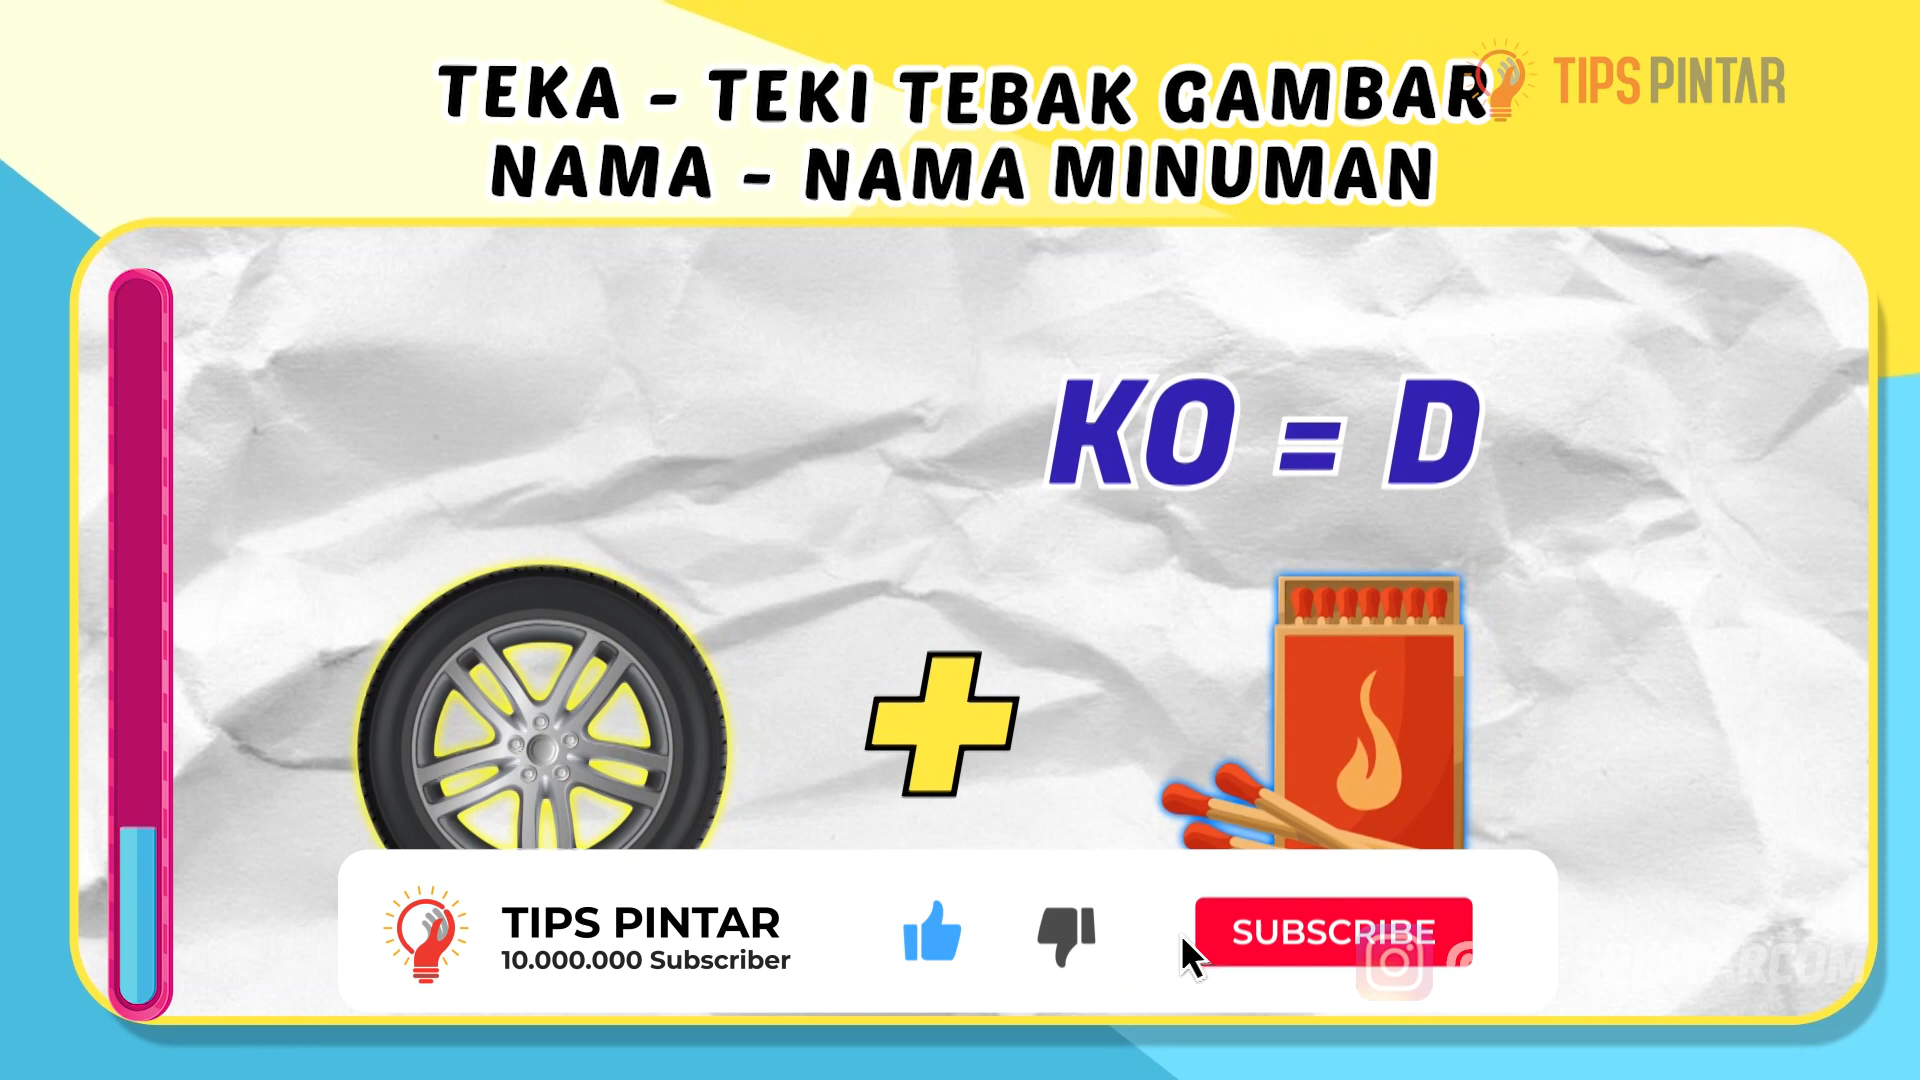 TEKA - TEKI TEBAK GAMBAR
NAMA - NAMA MINUMAN
TIPS PINTAR
KO = D
TIPS PINTAR
10.000.000 Subscriber
SUBSCRIBE